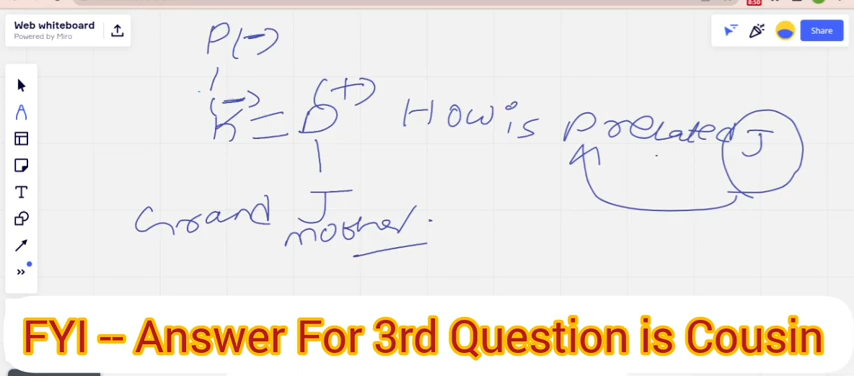 Web whiteboard
Powered by Miro
Share
P(-)
(-) (+)
K = D
How is P related J
J
Grand mother.
FYI -- Answer For 3rd Question is Cousin